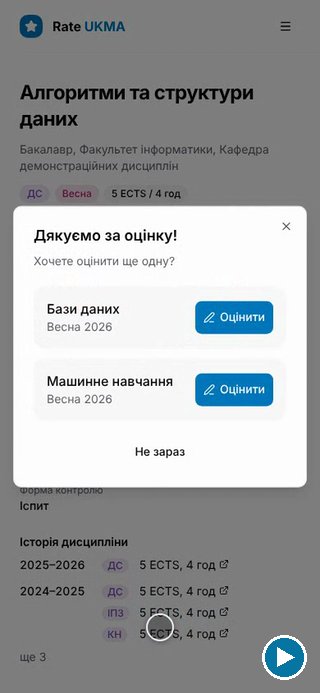 Rate UKMA
Алгоритми та структури
даних
Бакалавр, Факультет інформатики, Кафедра
демонстраційних дисциплін
ДС Весна 5 ECTS / 4 год
Дякуємо за оцінку!
Хочете оцінити ще одну?
Бази даних
Весна 2026
Оцінити
Машинне навчання
Весна 2026
Оцінити
Не зараз
Форма контролю
Іспит
Історія дисципліни
2025–2026 ДС 5 ECTS, 4 год
2024–2025 ДС 5 ECTS, 4 год
ІПЗ 5 ECTS, 4 год
КН 5 ECTS, 4 год
ще 3